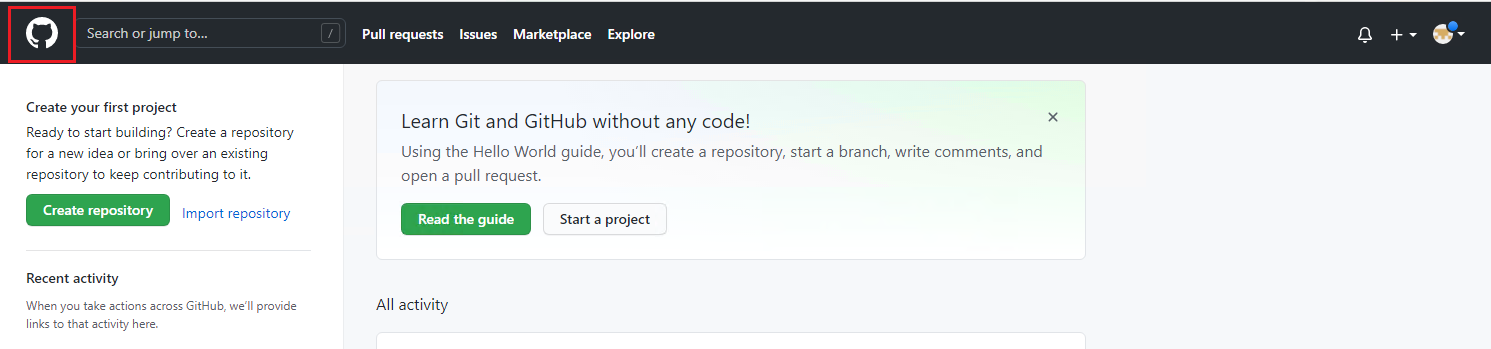 Search or jump to... /
Pull requests Issues Marketplace Explore
Create your first project
Ready to start building? Create a repository
for a new idea or bring over an existing
repository to keep contributing to it.
Create repository Import repository
Recent activity
When you take actions across GitHub, we'll provide
links to that activity here.
Learn Git and GitHub without any code!
Using the Hello World guide, you'll create a repository, start a branch, write comments, and
open a pull request.
Read the guide Start a project
All activity